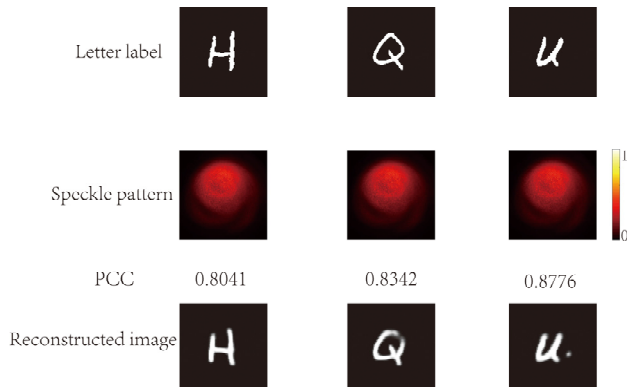 Letter label
H Q U
Speckle pattern
1
0
PCC 0.8041 0.8342 0.8776
Reconstructed image
H Q U